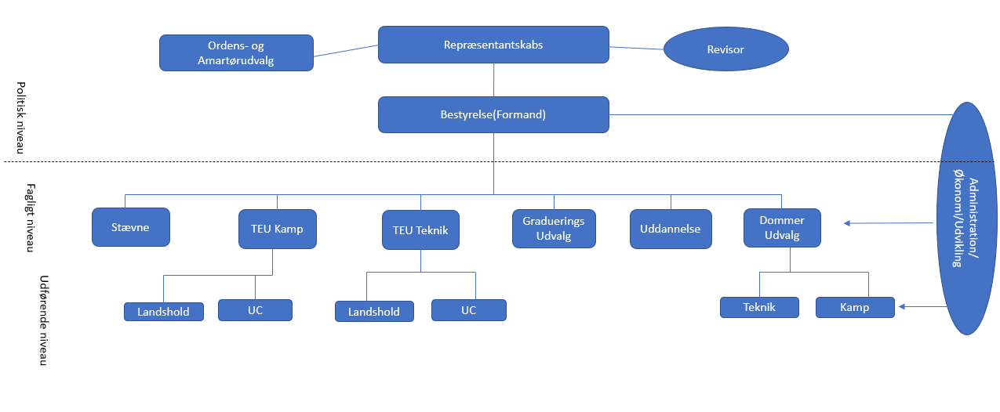 Ordens- og
Amartørudvalg
Repræsentantskabs
Revisor
Politisk niveau
Bestyrelse(Formand)
Administration/
Økonomi/Udvikling
Fagligt niveau
Stævne
TEU Kamp
TEU Teknik
Graduerings
Udvalg
Uddannelse
Dommer
Udvalg
Udførende niveau
Landshold
UC
Landshold
UC
Teknik
Kamp